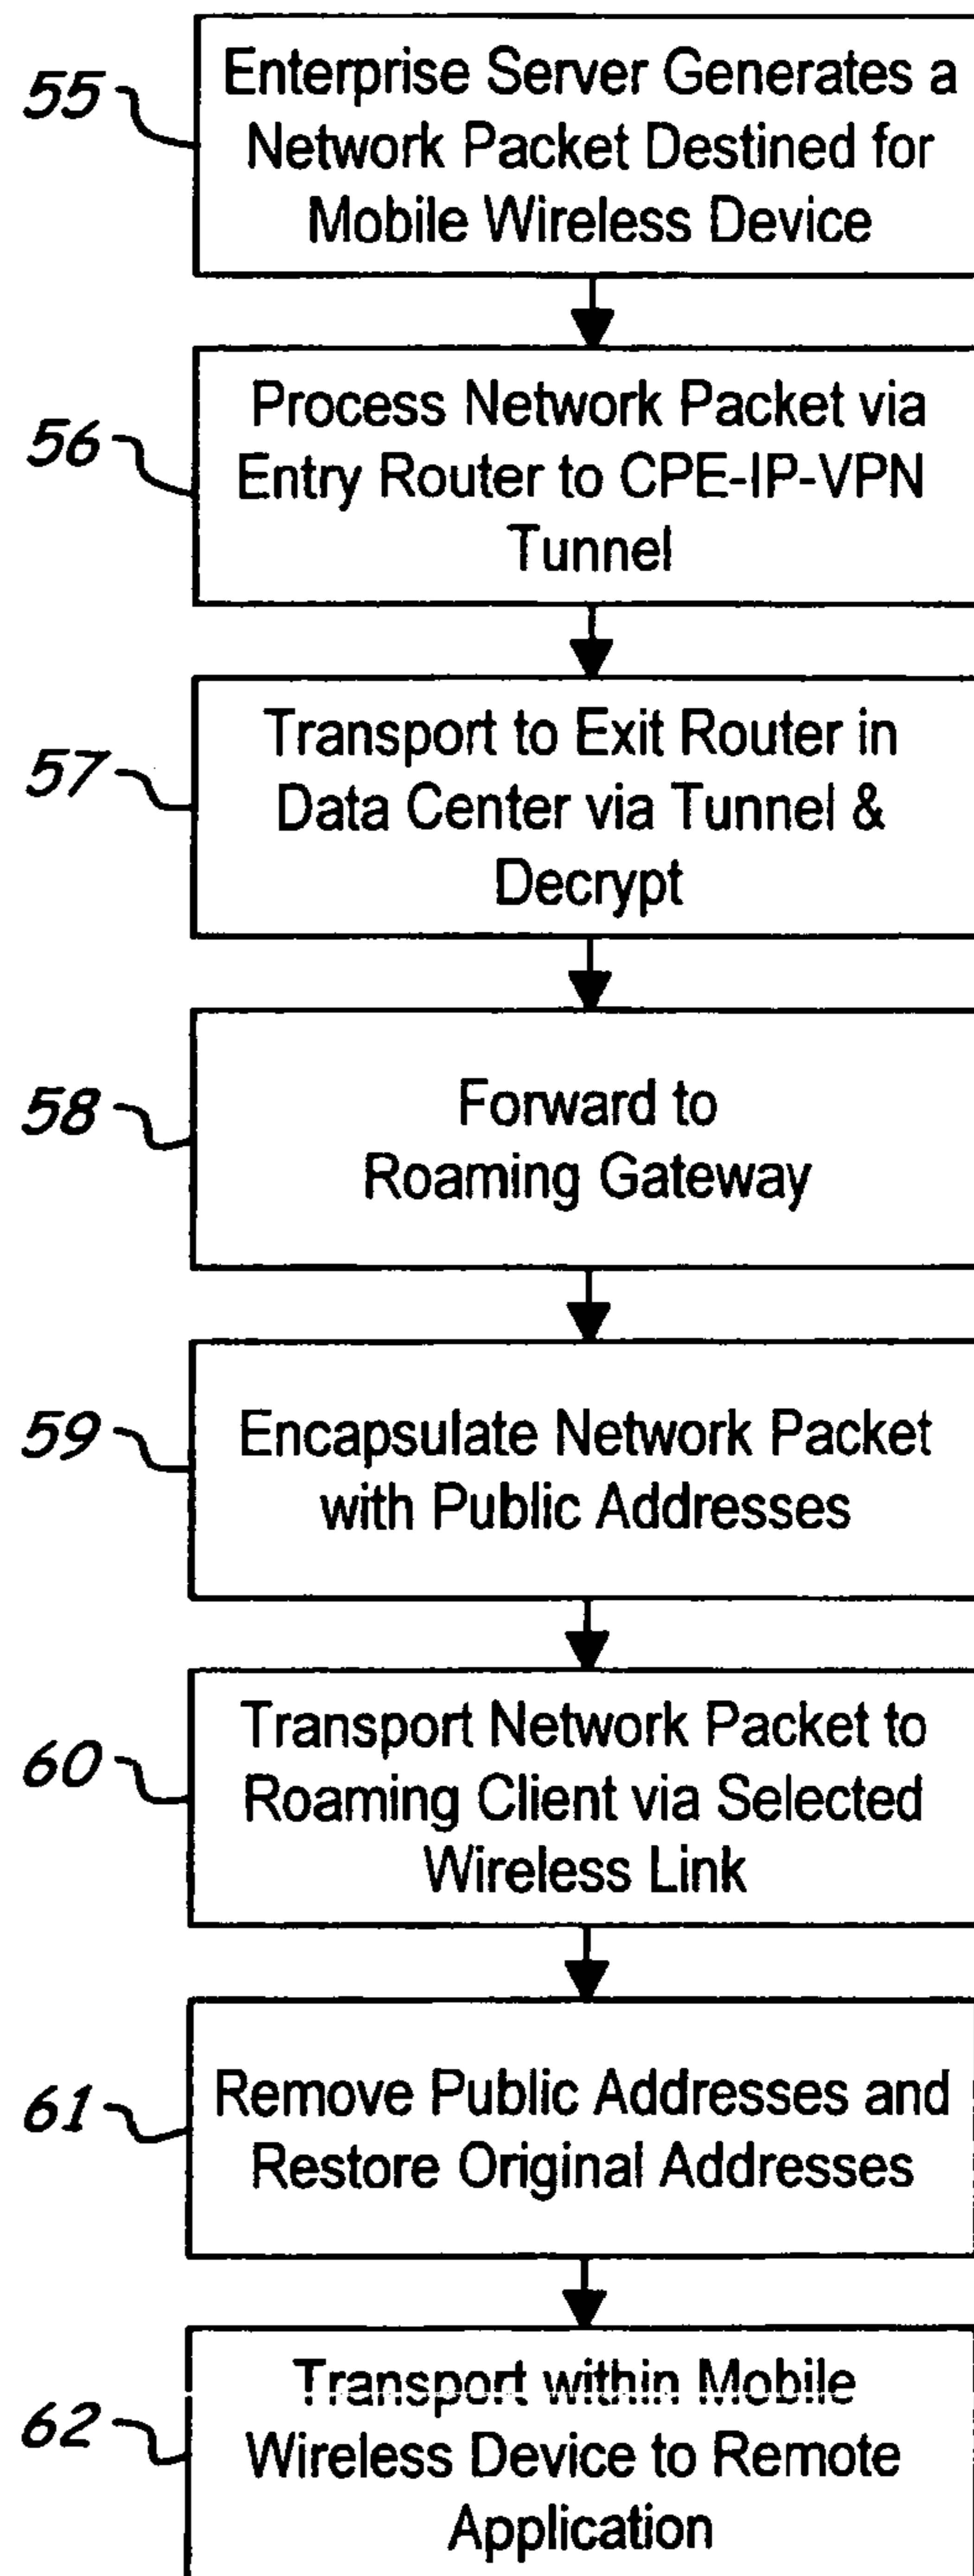 55
Enterprise Server Generates a
Network Packet Destined for
Mobile Wireless Device
56
Process Network Packet via
Entry Router to CPE-IP-VPN
Tunnel
57
Transport to Exit Router in
Data Center via Tunnel &
Decrypt
58
Forward to
Roaming Gateway
59
Encapsulate Network Packet
with Public Addresses
60
Transport Network Packet to
Roaming Client via Selected
Wireless Link
61
Remove Public Addresses and
Restore Original Addresses
62
Transport within Mobile
Wireless Device to Remote
Application